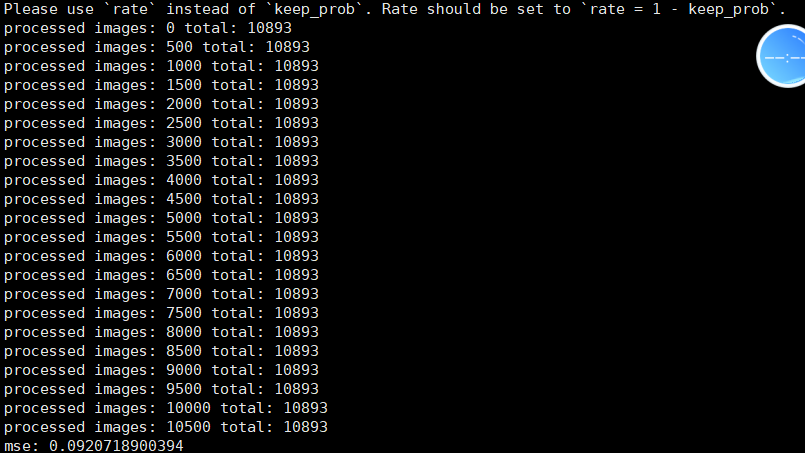 Please use `rate` instead of `keep_prob`. Rate should be set to `rate = 1 - keep_prob`.
processed images: 0 total: 10893
processed images: 500 total: 10893
processed images: 1000 total: 10893
processed images: 1500 total: 10893
processed images: 2000 total: 10893
processed images: 2500 total: 10893
processed images: 3000 total: 10893
processed images: 3500 total: 10893
processed images: 4000 total: 10893
processed images: 4500 total: 10893
processed images: 5000 total: 10893
processed images: 5500 total: 10893
processed images: 6000 total: 10893
processed images: 6500 total: 10893
processed images: 7000 total: 10893
processed images: 7500 total: 10893
processed images: 8000 total: 10893
processed images: 8500 total: 10893
processed images: 9000 total: 10893
processed images: 9500 total: 10893
processed images: 10000 total: 10893
processed images: 10500 total: 10893
mse: 0.0920718900394
--:--